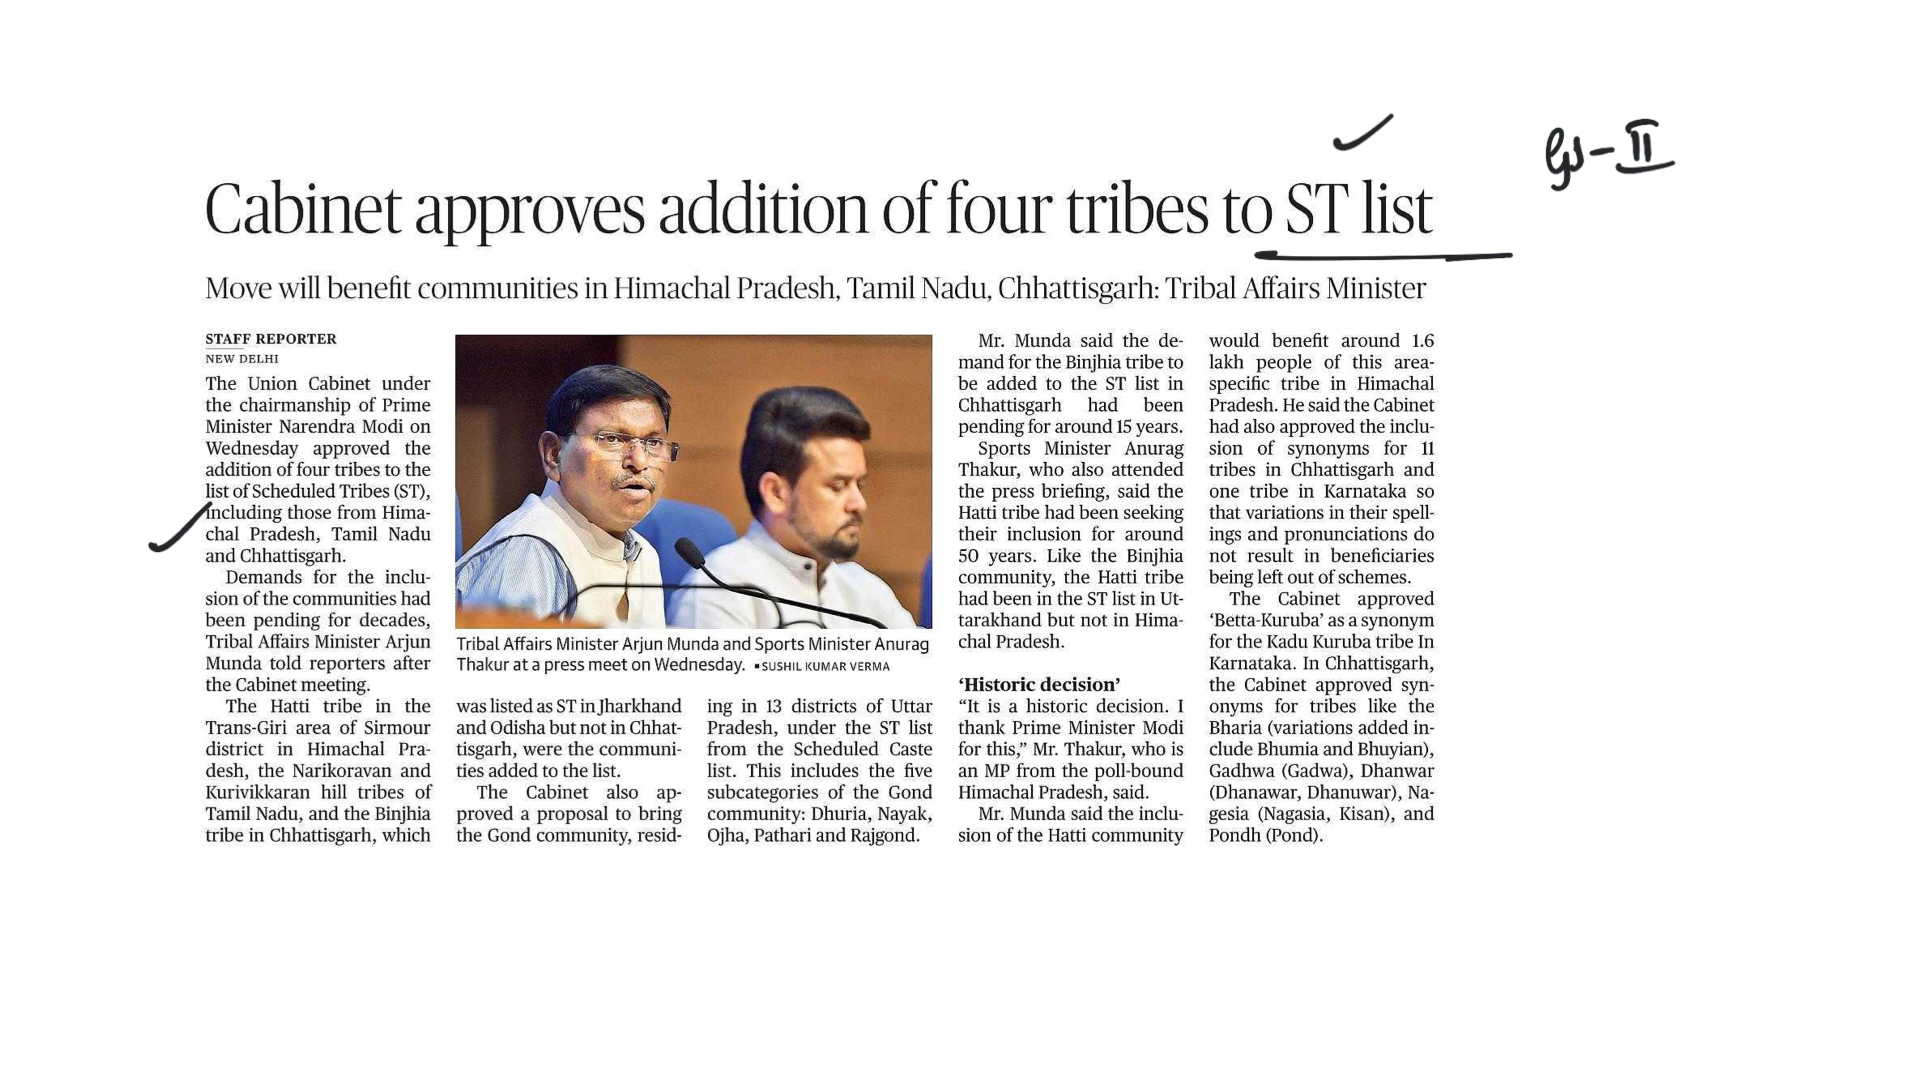 GS-II
Cabinet approves addition of four tribes to ST list
Move will benefit communities in Himachal Pradesh, Tamil Nadu, Chhattisgarh: Tribal Affairs Minister
STAFF REPORTER
NEW DELHI
The Union Cabinet under
the chairmanship of Prime
Minister Narendra Modi on
Wednesday approved the
addition of four tribes to the
list of Scheduled Tribes (ST),
including those from Hima-
chal Pradesh, Tamil Nadu
and Chhattisgarh.
Demands for the inclu-
sion of the communities had
been pending for decades,
Tribal Affairs Minister Arjun
Munda told reporters after
the Cabinet meeting.
The Hatti tribe in the
Trans-Giri area of Sirmour
district in Himachal Pra-
desh, the Narikoravan and
Kurivikkaran hill tribes of
Tamil Nadu, and the Binjhia
tribe in Chhattisgarh, which
Tribal Affairs Minister Arjun Munda and Sports Minister Anurag
Thakur at a press meet on Wednesday. ▪SUSHIL KUMAR VERMA
was listed as ST in Jharkhand
and Odisha but not in Chhat-
tisgarh, were the communi-
ties added to the list.
The Cabinet also ap-
proved a proposal to bring
the Gond community, resid-
ing in 13 districts of Uttar
Pradesh, under the ST list
from the Scheduled Caste
list. This includes the five
subcategories of the Gond
community: Dhuria, Nayak,
Ojha, Pathari and Rajgond.
Mr. Munda said the de-
mand for the Binjhia tribe to
be added to the ST list in
Chhattisgarh had been
pending for around 15 years.
Sports Minister Anurag
Thakur, who also attended
the press briefing, said the
Hatti tribe had been seeking
their inclusion for around
50 years. Like the Binjhia
community, the Hatti tribe
had been in the ST list in Ut-
tarakhand but not in Hima-
chal Pradesh.
‘Historic decision’
“It is a historic decision. I
thank Prime Minister Modi
for this,” Mr. Thakur, who is
an MP from the poll-bound
Himachal Pradesh, said.
Mr. Munda said the inclu-
sion of the Hatti community
would benefit around 1.6
lakh people of this area-
specific tribe in Himachal
Pradesh. He said the Cabinet
had also approved the inclu-
sion of synonyms for 11
tribes in Chhattisgarh and
one tribe in Karnataka so
that variations in their spell-
ings and pronunciations do
not result in beneficiaries
being left out of schemes.
The Cabinet approved
‘Betta-Kuruba’ as a synonym
for the Kadu Kuruba tribe In
Karnataka. In Chhattisgarh,
the Cabinet approved syn-
onyms for tribes like the
Bharia (variations added in-
clude Bhumia and Bhuyian),
Gadhwa (Gadwa), Dhanwar
(Dhanawar, Dhanuwar), Na-
gesia (Nagasia, Kisan), and
Pondh (Pond).